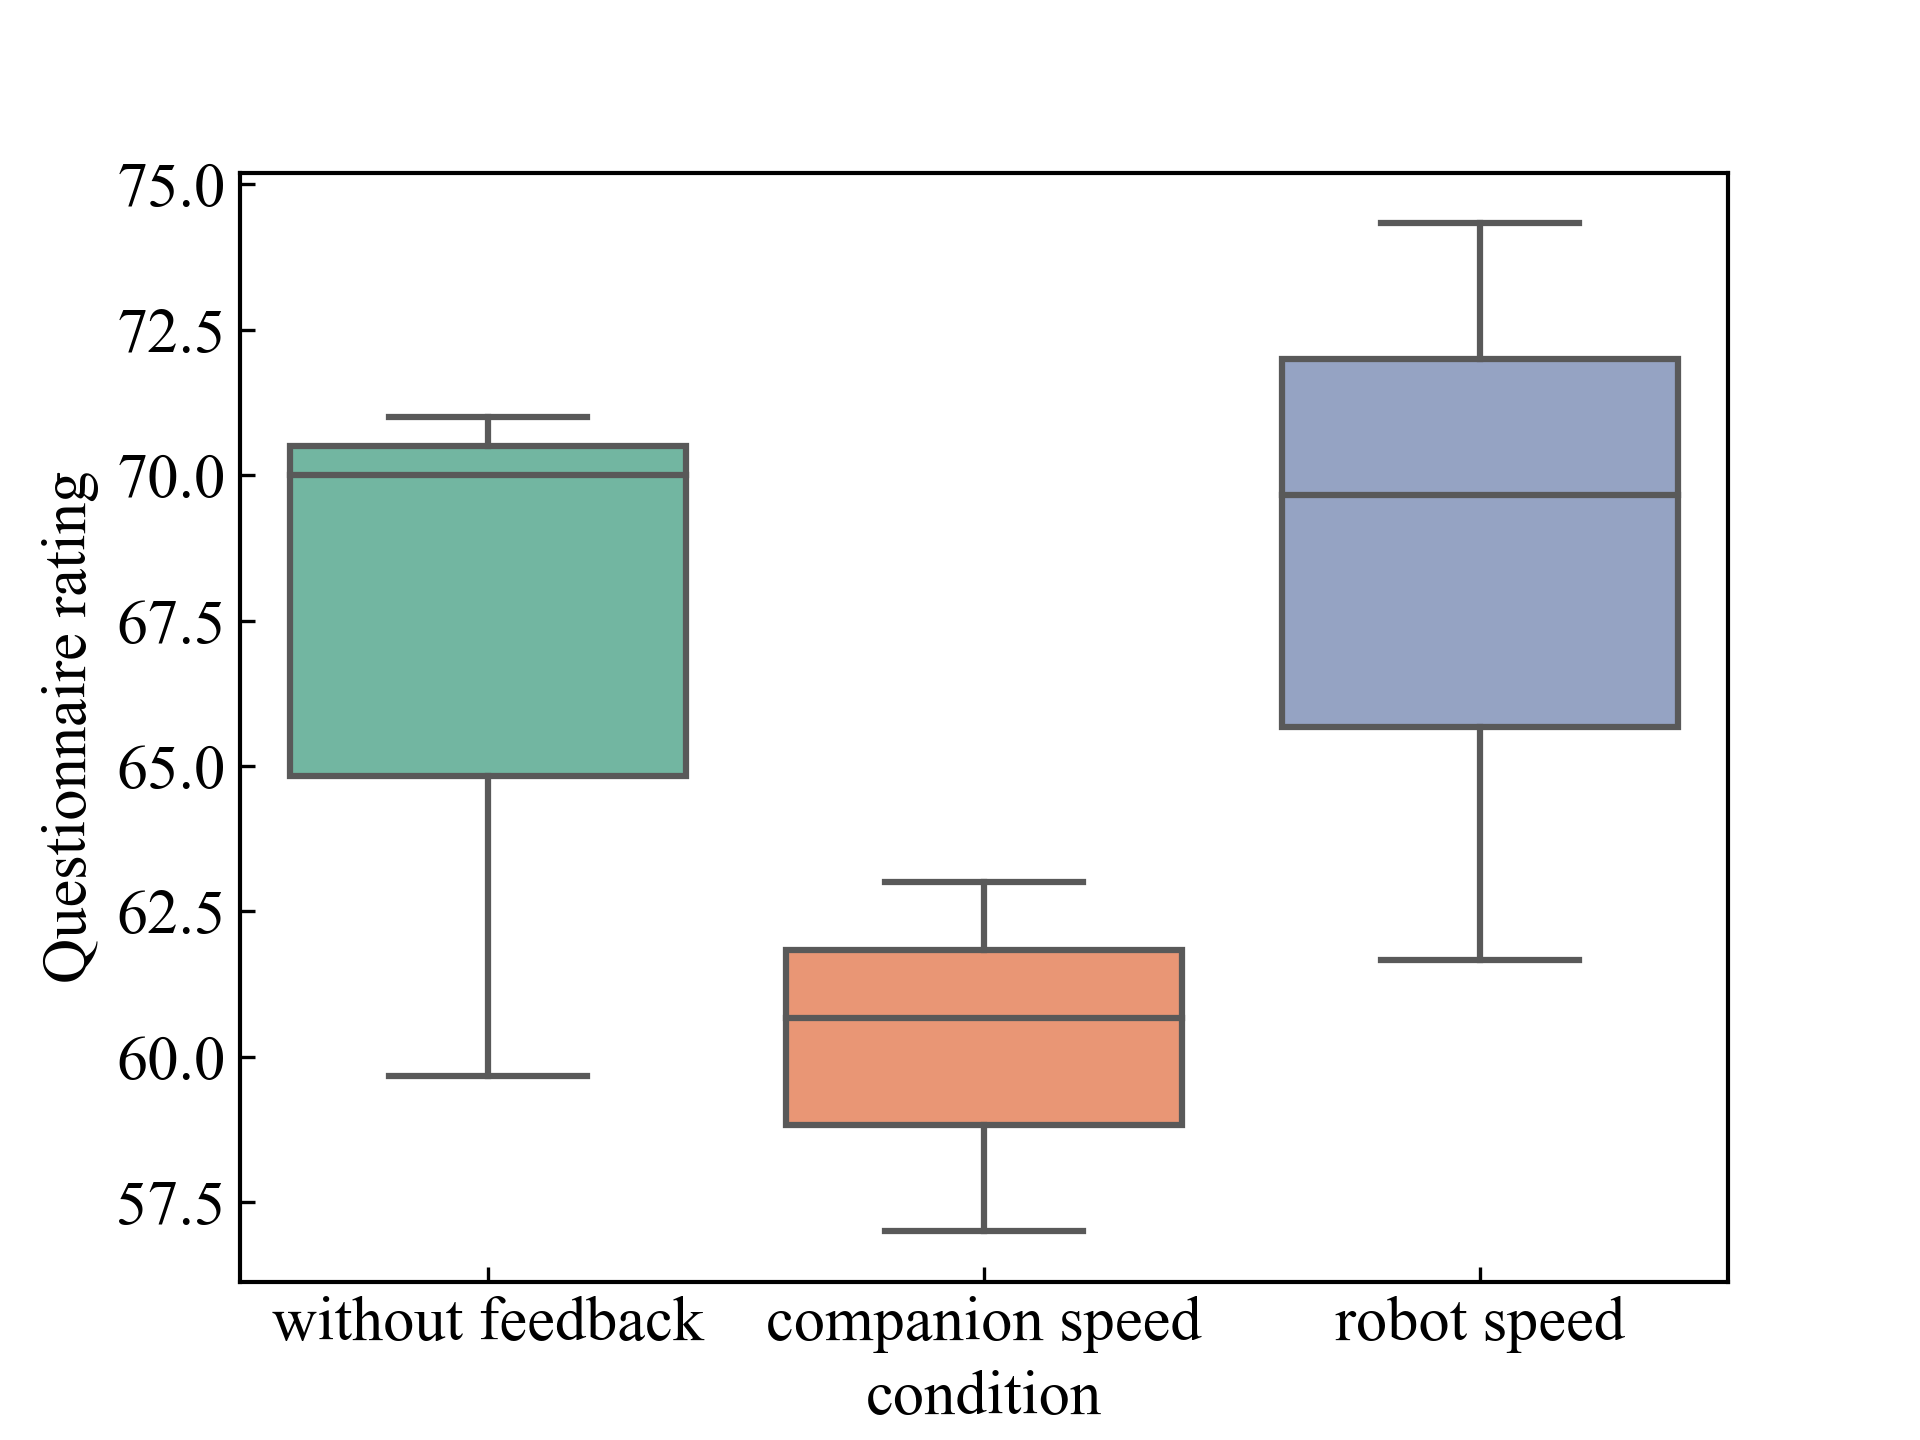 75.0
72.5
70.0
67.5
65.0
62.5
60.0
57.5
Questionnaire rating
without feedback companion speed robot speed
condition